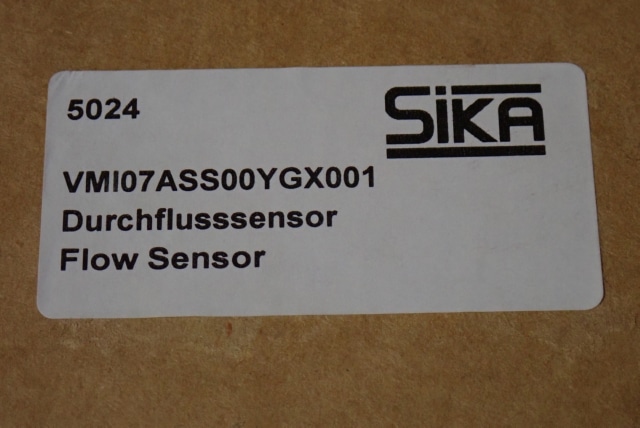 5024
SiKA
VMI07ASS00YGX001
Durchflusssensor
Flow Sensor